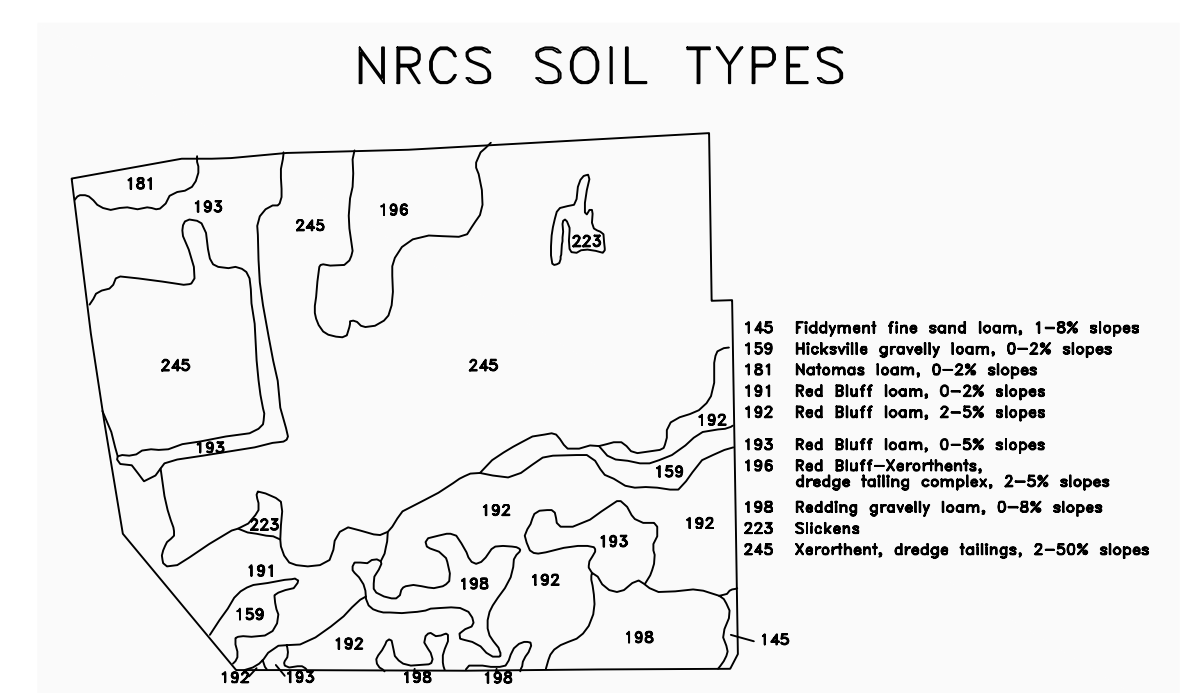 NRCS SOIL TYPES
181
193
245
196
223
245
245
193
192
159
192
192
193
223
191
198
192
159
192
198
192
193
198
198
145
145 Fiddyment fine sand loam, 1-8% slopes
159 Hicksville gravelly loam, 0-2% slopes
181 Natomas loam, 0-2% slopes
191 Red Bluff loam, 0-2% slopes
192 Red Bluff loam, 2-5% slopes
193 Red Bluff loam, 0-5% slopes
196 Red Bluff-Xerorthents,
dredge tailing complex, 2-5% slopes
198 Redding gravelly loam, 0-8% slopes
223 Slickens
245 Xerorthent, dredge tailings, 2-50% slopes